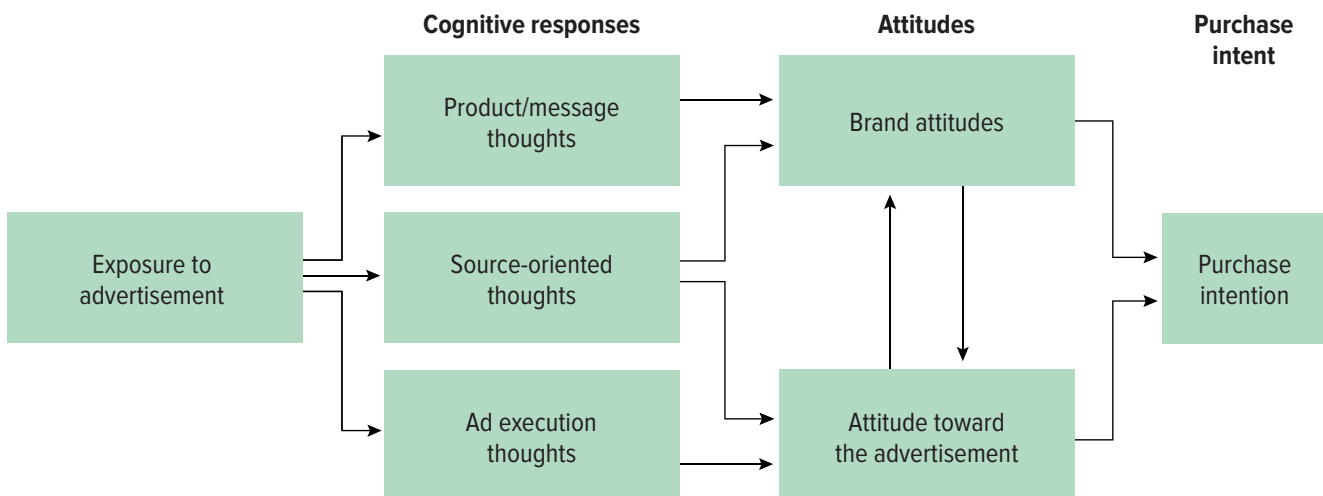 Cognitive responses
Attitudes
Purchase
intent
Product/message
thoughts
Brand attitudes
Exposure to
advertisement
Source-oriented
thoughts
Purchase
intention
Ad execution
thoughts
Attitude toward
the advertisement